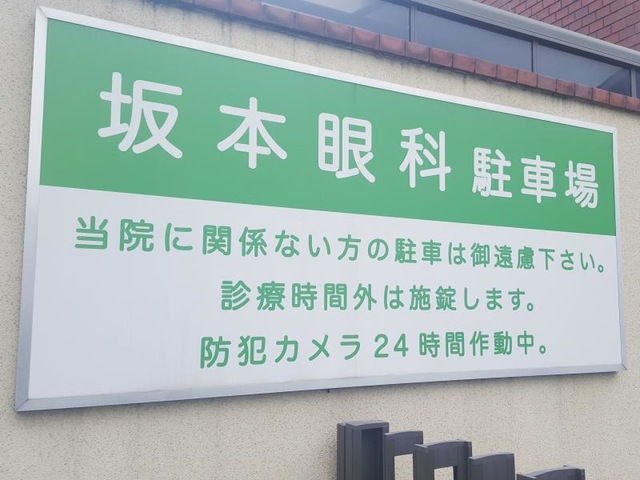 坂本眼科駐車場
当院に関係ない方の駐車は御遠慮下さい。
診療時間外は施錠します。
防犯カメラ24時間作動中。